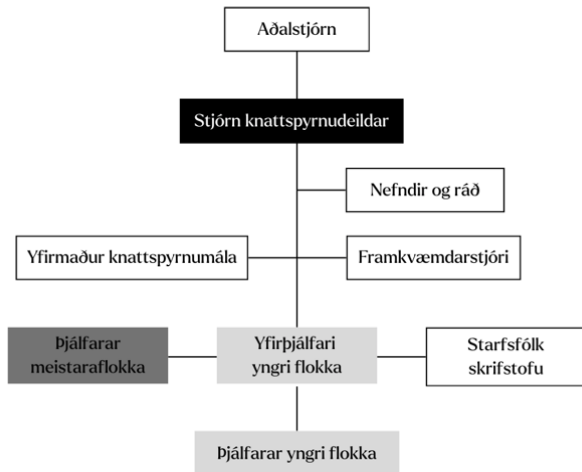 Aðalstjórn
Stjórn knattspyrnudeildar
Nefndir og ráð
Yfirmaður knattspyrnumála
Framkvæmdarstjóri
Þjálfarar
meistaraflokka
Yfirþjálfari
yngri flokka
Starfsfólk
skrifstofu
Þjálfarar yngri flokka